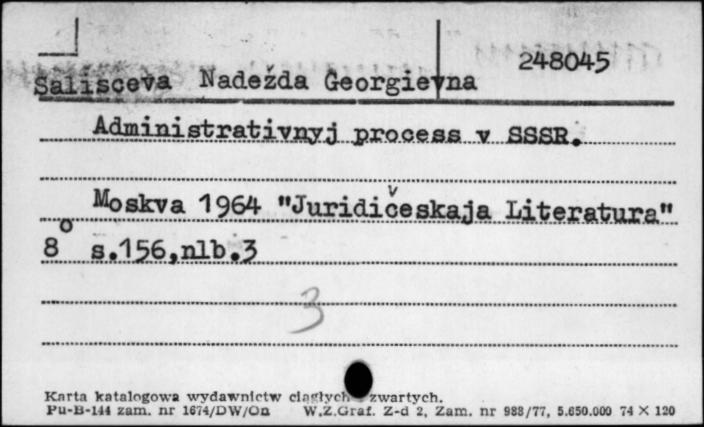 248045
Sališčeva Nadežda Georgievna
Administrativnyj process v SSSR.
Moskva 1964 "Juridičeskaja Literatura"
8° s.156,nlb.3
3
Karta katalogowa wydawnictw ciągłych zwartych.
Pu-B-144 zam. nr 1674/DW/On W.Z.Graf. Z-d 2, Zam. nr 988/77, 5.650.000 74 X 120